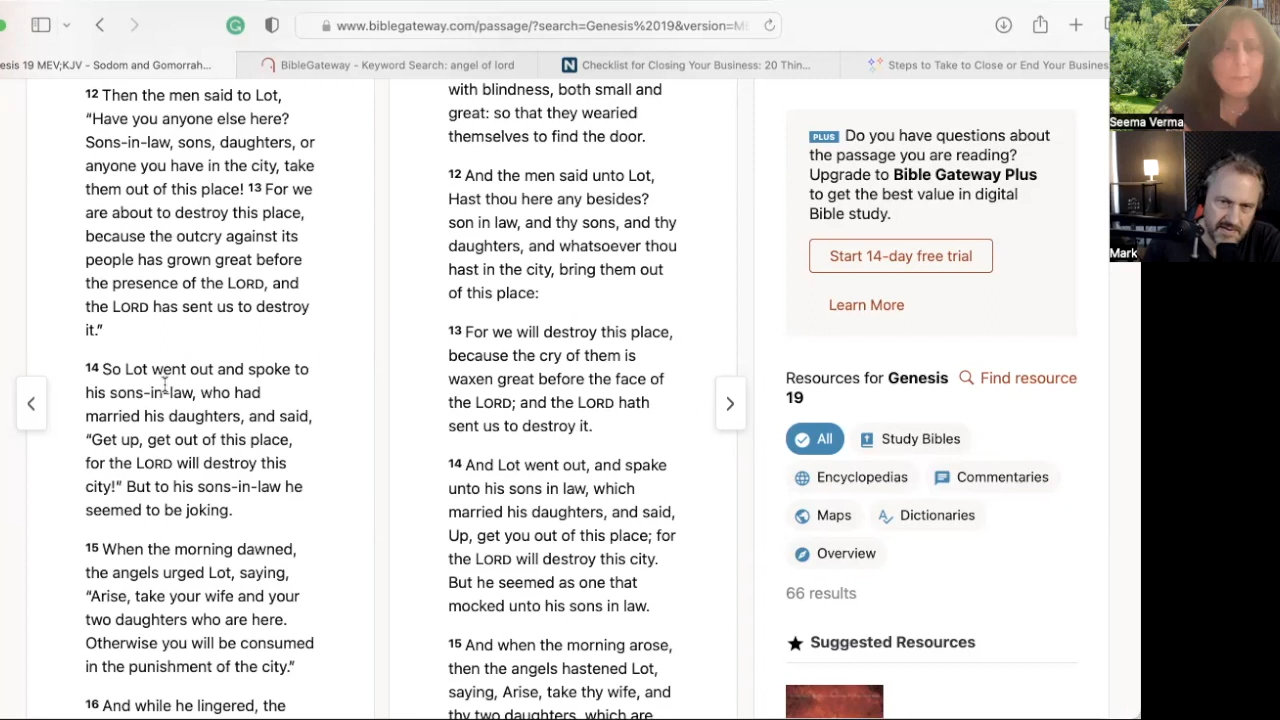 www.biblegateway.com/passage/?search=Genesis%2019&version=ME
esis 19 MEV;KJV - Sodom and Gomorrah...
BibleGateway - Keyword Search: angel of lord
Checklist for Closing Your Business: 20 Thin...
Steps to Take to Close or End Your Busines
12 Then the men said to Lot,
“Have you anyone else here?
Sons-in-law, sons, daughters, or
anyone you have in the city, take
them out of this place! 13 For we
are about to destroy this place,
because the outcry against its
people has grown great before
the presence of the LORD, and
the LORD has sent us to destroy
it.”
14 So Lot went out and spoke to
his sons-in-law, who had
married his daughters, and said,
“Get up, get out of this place,
for the LORD will destroy this
city!” But to his sons-in-law he
seemed to be joking.
15 When the morning dawned,
the angels urged Lot, saying,
“Arise, take your wife and your
two daughters who are here.
Otherwise you will be consumed
in the punishment of the city.”
16 And while he lingered, the
with blindness, both small and
great: so that they wearied
themselves to find the door.
12 And the men said unto Lot,
Hast thou here any besides?
son in law, and thy sons, and thy
daughters, and whatsoever thou
hast in the city, bring them out
of this place:
13 For we will destroy this place,
because the cry of them is
waxen great before the face of
the LORD; and the LORD hath
sent us to destroy it.
14 And Lot went out, and spake
unto his sons in law, which
married his daughters, and said,
Up, get you out of this place; for
the LORD will destroy this city.
But he seemed as one that
mocked unto his sons in law.
15 And when the morning arose,
then the angels hastened Lot,
saying, Arise, take thy wife, and
thy two daughters, which are
PLUS Do you have questions about
the passage you are reading?
Upgrade to Bible Gateway Plus
to get the best value in digital
Bible study.
Start 14-day free trial
Learn More
Resources for Genesis
19
Find resource
All
Study Bibles
Encyclopedias
Commentaries
Maps
Dictionaries
Overview
66 results
Suggested Resources
Seema Verma
Mark